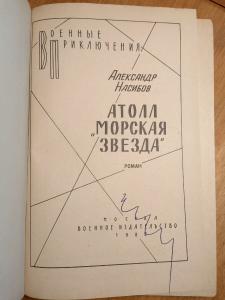 ВОЕННЫЕ
ПРИКЛЮЧЕНИЯ
АЛЕКСАНДР
НАСИБОВ
АТОЛЛ
„МОРСКАЯ
ЗВЕЗДА“
РОМАН
МОСКВА
ВОЕННОЕ ИЗДАТЕЛЬСТВО